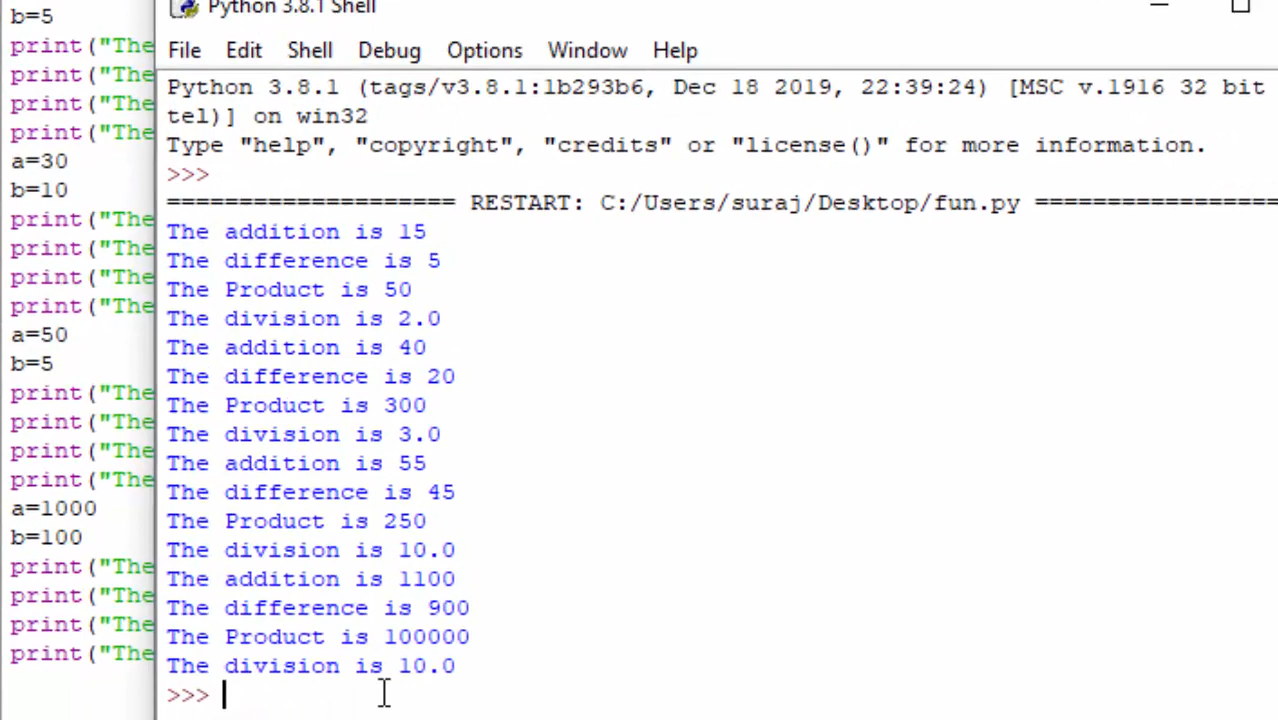 b=5
print("The
print("The
print("The
print("The
a=30
b=10
print("The
print("The
print("The
print("The
a=50
b=5
print("The
print("The
print("The
print("The
a=1000
b=100
print("The
print("The
print("The
print("The
Python 3.8.1 Shell
File Edit Shell Debug Options Window Help
Python 3.8.1 (tags/v3.8.1:1b293b6, Dec 18 2019, 22:39:24) [MSC v.1916 32 bit
tel)] on win32
Type "help", "copyright", "credits" or "license()" for more information.
>>>
==================== RESTART: C:/Users/suraj/Desktop/fun.py =================
The addition is 15
The difference is 5
The Product is 50
The division is 2.0
The addition is 40
The difference is 20
The Product is 300
The division is 3.0
The addition is 55
The difference is 45
The Product is 250
The division is 10.0
The addition is 1100
The difference is 900
The Product is 100000
The division is 10.0
>>>